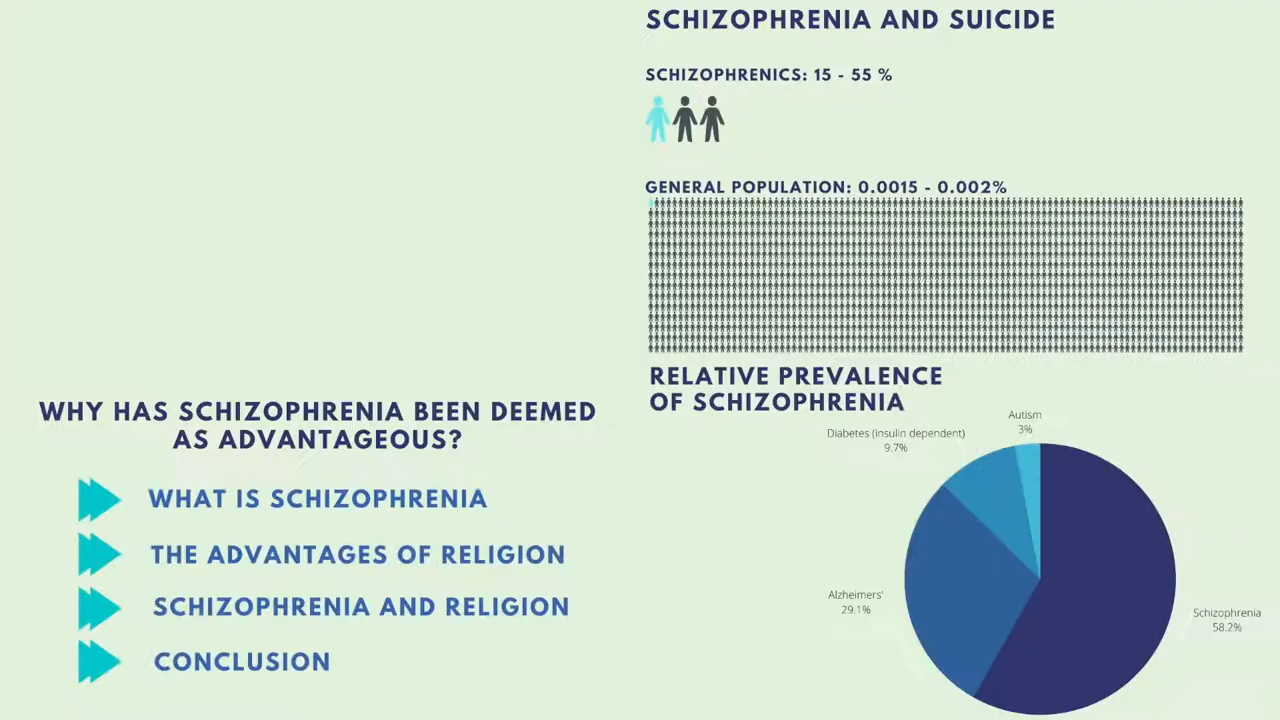 SCHIZOPHRENIA AND SUICIDE
SCHIZOPHRENICS: 15 - 55 %
GENERAL POPULATION: 0.0015 - 0.002%
WHY HAS SCHIZOPHRENIA BEEN DEEMED
AS ADVANTAGEOUS?
WHAT IS SCHIZOPHRENIA
THE ADVANTAGES OF RELIGION
SCHIZOPHRENIA AND RELIGION
CONCLUSION
RELATIVE PREVALENCE
OF SCHIZOPHRENIA
Autism
3%
Diabetes (insulin dependent)
9.7%
Alzheimers'
29.1%
Schizophrenia
58.2%